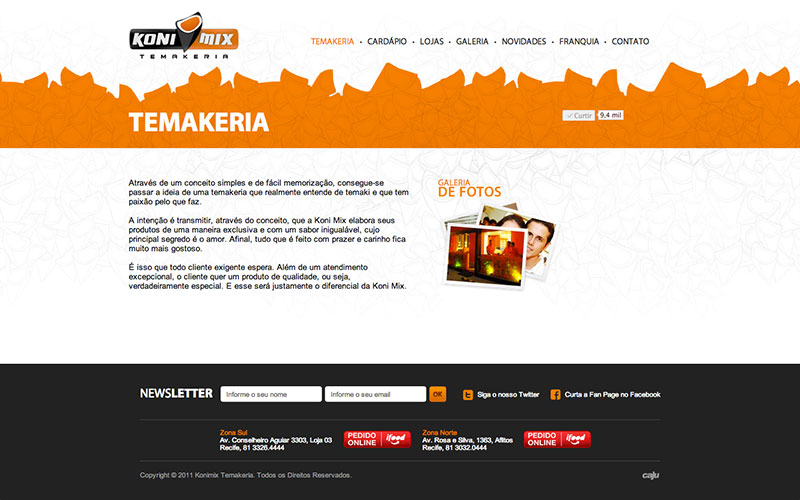 KONI MIX
TEMAKERIA
TEMAKERIA • CARDÁPIO • LOJAS • GALERIA • NOVIDADES • FRANQUIA • CONTATO
TEMAKERIA
Curtir 9,4 mil
Através de um conceito simples e de fácil memorização, consegue-se
passar a ideia de uma temakeria que realmente entende de temaki e que tem
paixão pelo que faz.
A intenção é transmitir, através do conceito, que a Koni Mix elabora seus
produtos de uma maneira exclusiva e com um sabor inigualável, cujo
principal segredo é o amor. Afinal, tudo que é feito com prazer e carinho fica
muito mais gostoso.
É isso que todo cliente exigente espera. Além de um atendimento
excepcional, o cliente quer um produto de qualidade, ou seja,
verdadeiramente especial. E esse será justamente o diferencial da Koni Mix.
GALERIA
DE FOTOS
NEWSLETTER Informe o seu nome Informe o seu email OK Siga o nosso Twitter Curta a Fan Page no Facebook
Zona Sul
Av. Conselheiro Aguiar 3303, Loja 03
Recife, 81 3326.4444
PEDIDO
ONLINE ifood
Zona Norte
Av. Rosa e Silva, 1363, Aflitos
Recife, 81 3032.0444
PEDIDO
ONLINE ifood
Copyright © 2011 Konimix Temakeria. Todos os Direitos Reservados.
caju